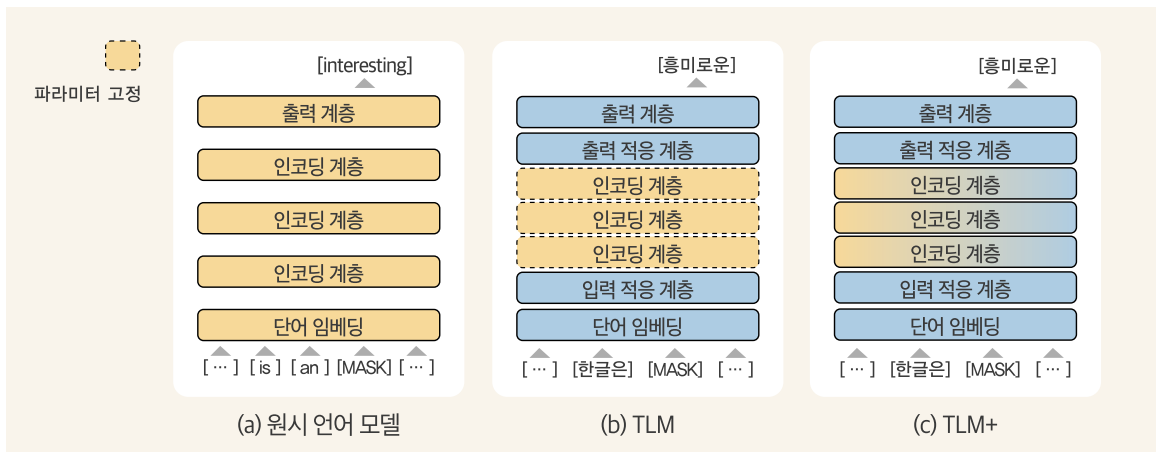 파라미터 고정
[interesting]
출력 계층
인코딩 계층
인코딩 계층
인코딩 계층
단어 임베딩
[ ··· ] [ is ] [ an ] [MASK] [ ··· ]
(a) 원시 언어 모델
[흥미로운]
출력 계층
출력 적응 계층
인코딩 계층
인코딩 계층
인코딩 계층
입력 적응 계층
단어 임베딩
[ ··· ] [한글은] [MASK] [ ··· ]
(b) TLM
[흥미로운]
출력 계층
출력 적응 계층
인코딩 계층
인코딩 계층
인코딩 계층
입력 적응 계층
단어 임베딩
[ ··· ] [한글은] [MASK] [ ··· ]
(c) TLM+